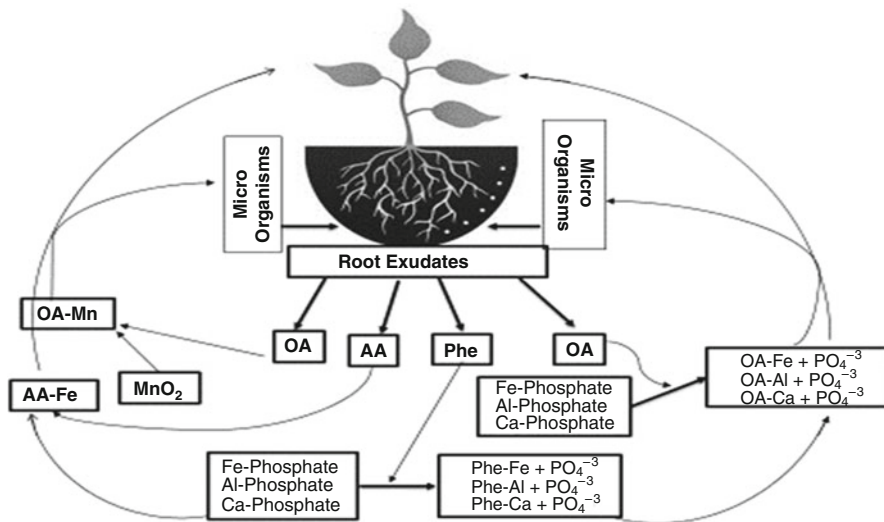 Micro
Organisms
Micro
Organisms
Root Exudates
OA-Mn
OA
AA
Phe
OA
AA-Fe
MnO₂
Fe-Phosphate
Al-Phosphate
Ca-Phosphate
OA-Fe + PO₄⁻³
OA-Al + PO₄⁻³
OA-Ca + PO₄⁻³
Fe-Phosphate
Al-Phosphate
Ca-Phosphate
Phe-Fe + PO₄⁻³
Phe-Al + PO₄⁻³
Phe-Ca + PO₄⁻³